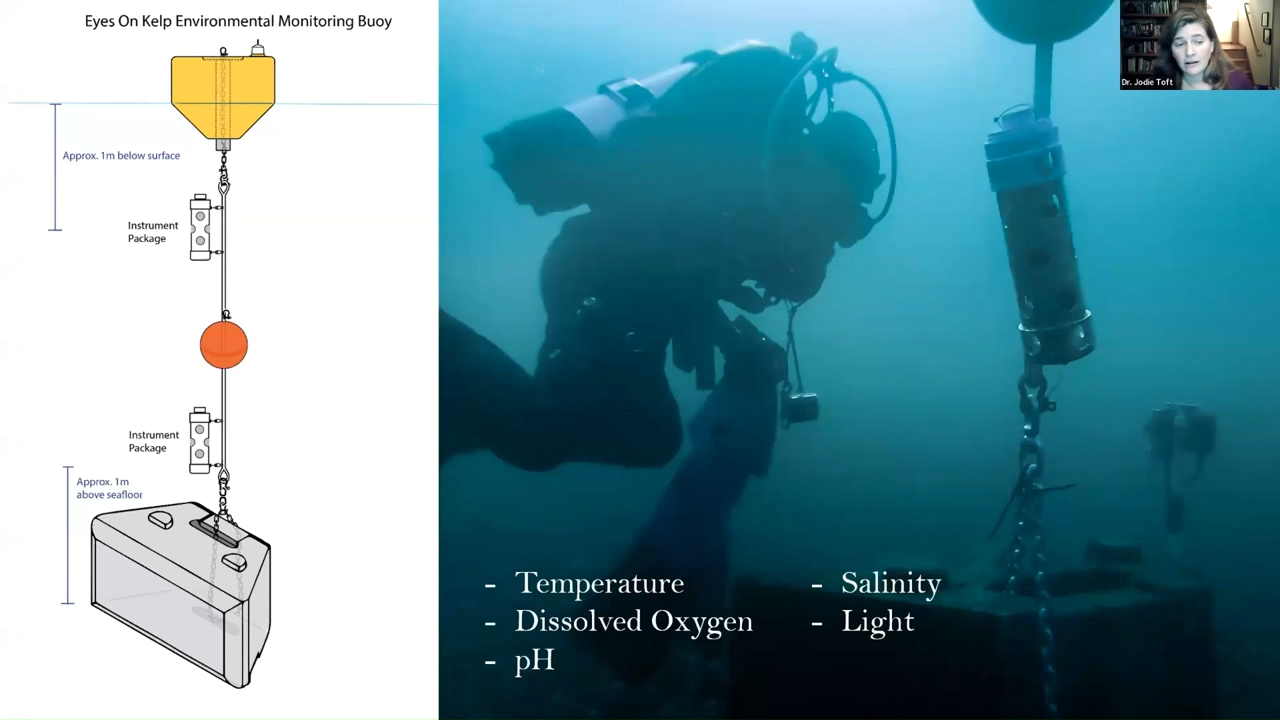 Eyes On Kelp Environmental Monitoring Buoy
Approx. 1m below surface
Instrument
Package
Instrument
Package
Approx. 1m
above seafloor
- Temperature
- Dissolved Oxygen
- pH
- Salinity
- Light
Dr. Jodie Toft